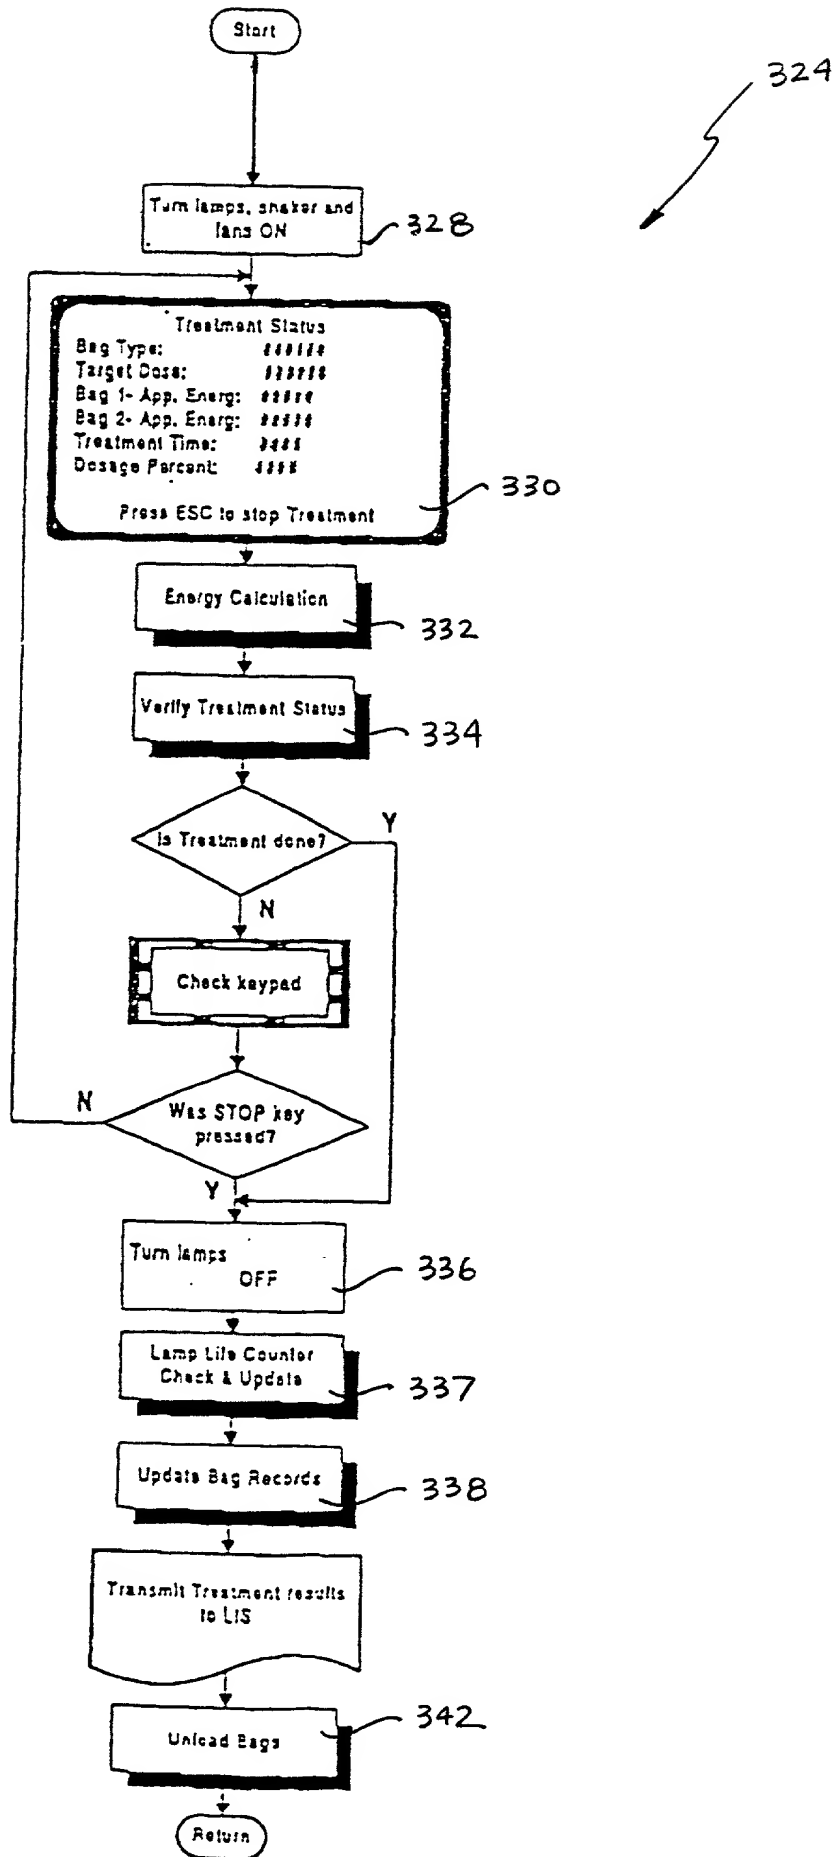 Start
324
Turn lamps, shaker and
fans ON
328
Treatment Status
Bag Type: ######
Target Dose: ######
Bag 1- App. Energ: #####
Bag 2- App. Energ: #####
Treatment Time: ####
Dosage Percent: ####
Press ESC to stop Treatment
330
Energy Calculation
332
Verify Treatment Status
334
Is Treatment done?
Y
N
Check keypad
Was STOP key
pressed?
N
Y
Turn lamps
OFF
336
Lamp Life Counter
Check & Update
337
Update Bag Records
338
Transmit Treatment results
to LIS
Unload Bags
342
Return